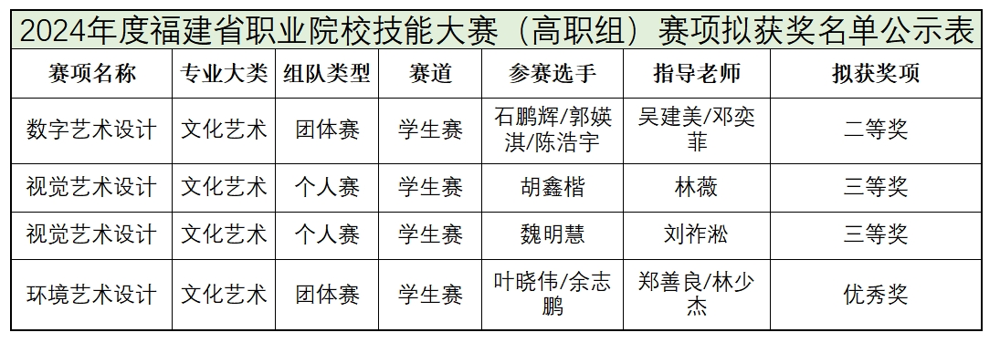 2024年度福建省职业院校技能大赛（高职组）赛项拟获奖名单公示表
赛项名称 专业大类 组队类型 赛道 参赛选手 指导老师 拟获奖项
数字艺术设计 文化艺术 团体赛 学生赛 石鹏辉/郭媖淇/陈浩宇 吴建美/邓奕菲 二等奖
视觉艺术设计 文化艺术 个人赛 学生赛 胡鑫楷 林薇 三等奖
视觉艺术设计 文化艺术 个人赛 学生赛 魏明慧 刘祚淞 三等奖
环境艺术设计 文化艺术 团体赛 学生赛 叶晓伟/余志鹏 郑善良/林少杰 优秀奖